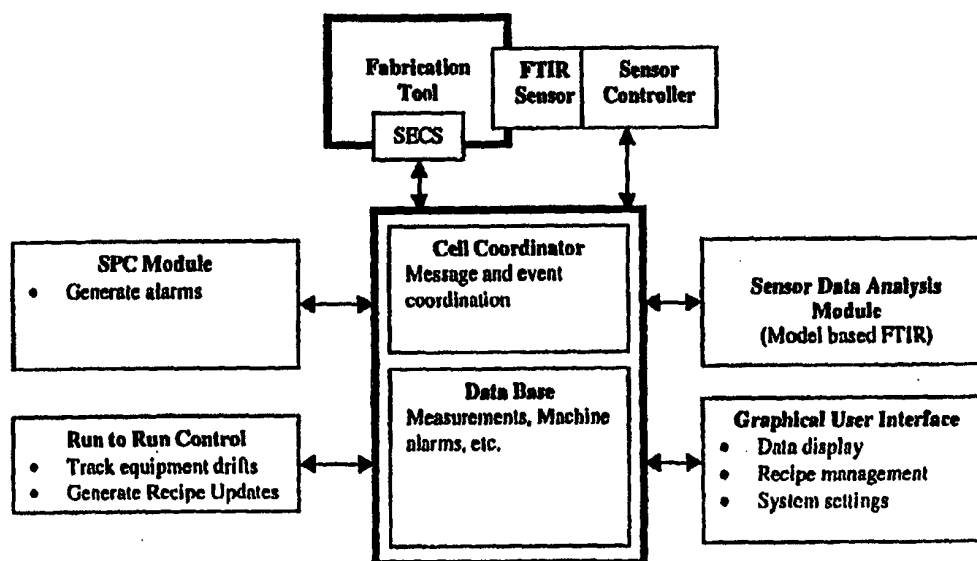 Fabrication
Tool
FTIR
Sensor
Sensor
Controller
SECS
Cell Coordinator
Message and event
coordination
SPC Module
• Generate alarms
Sensor Data Analysis
Module
(Model based FTIR)
Data Base
Measurements, Machine
alarms, etc.
Run to Run Control
• Track equipment drifts
• Generate Recipe Updates
Graphical User Interface
• Data display
• Recipe management
• System settings